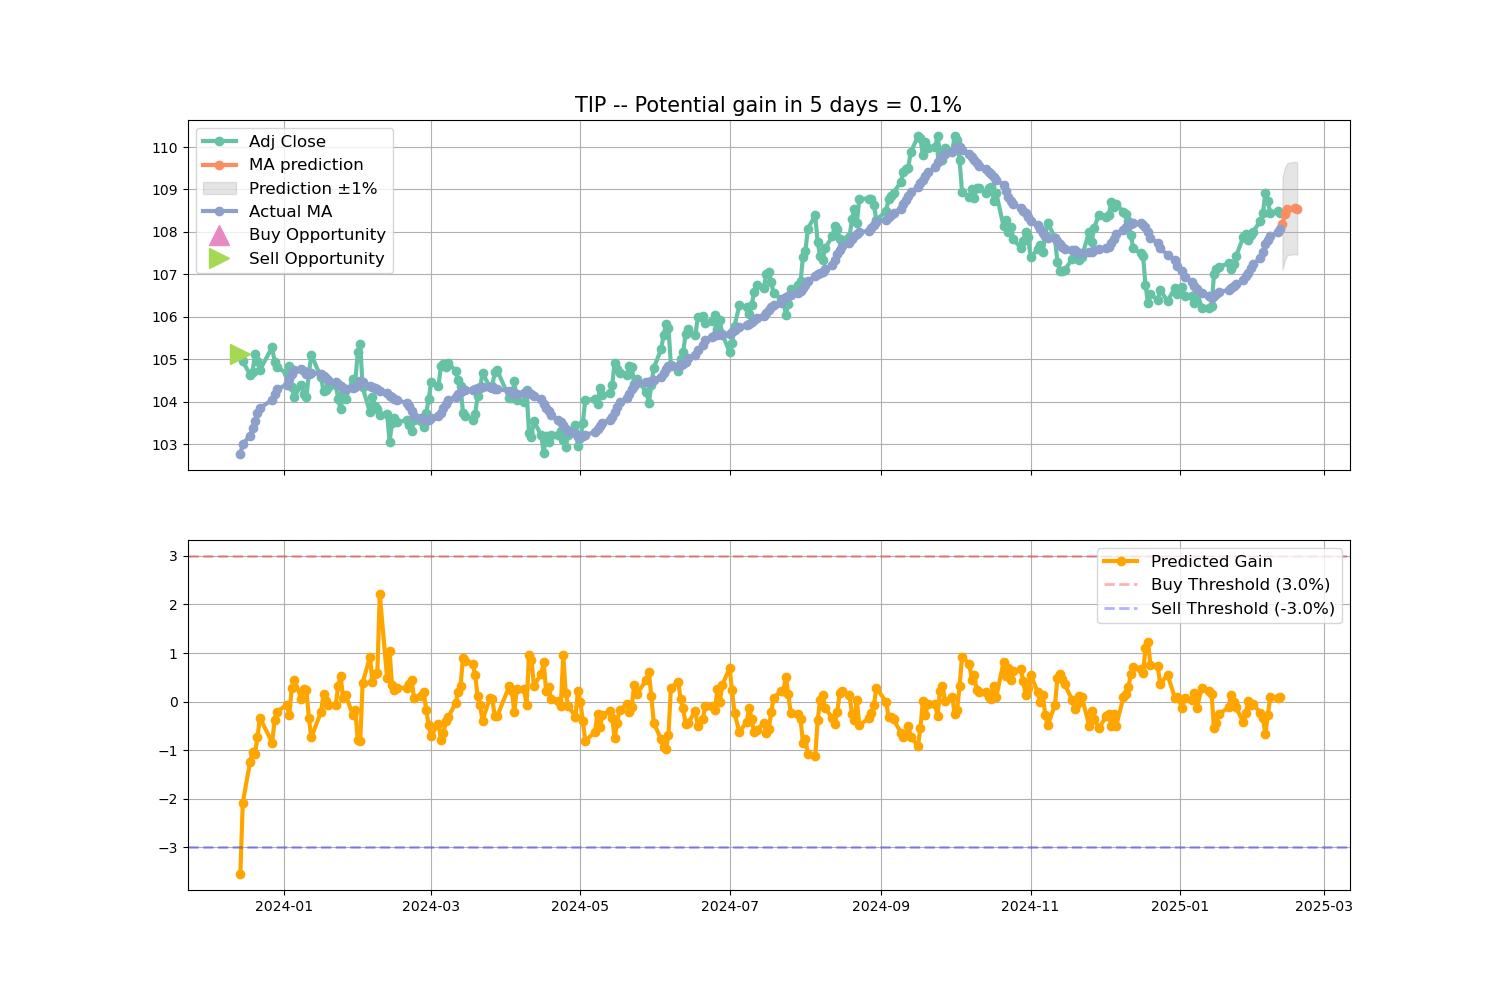 TIP -- Potential gain in 5 days = 0.1%
Adj Close
MA prediction
Prediction ±1%
Actual MA
Buy Opportunity
Sell Opportunity
110
109
108
107
106
105
104
103
Predicted Gain
Buy Threshold (3.0%)
Sell Threshold (-3.0%)
3
2
1
0
−1
−2
−3
2024-01 2024-03 2024-05 2024-07 2024-09 2024-11 2025-01 2025-03